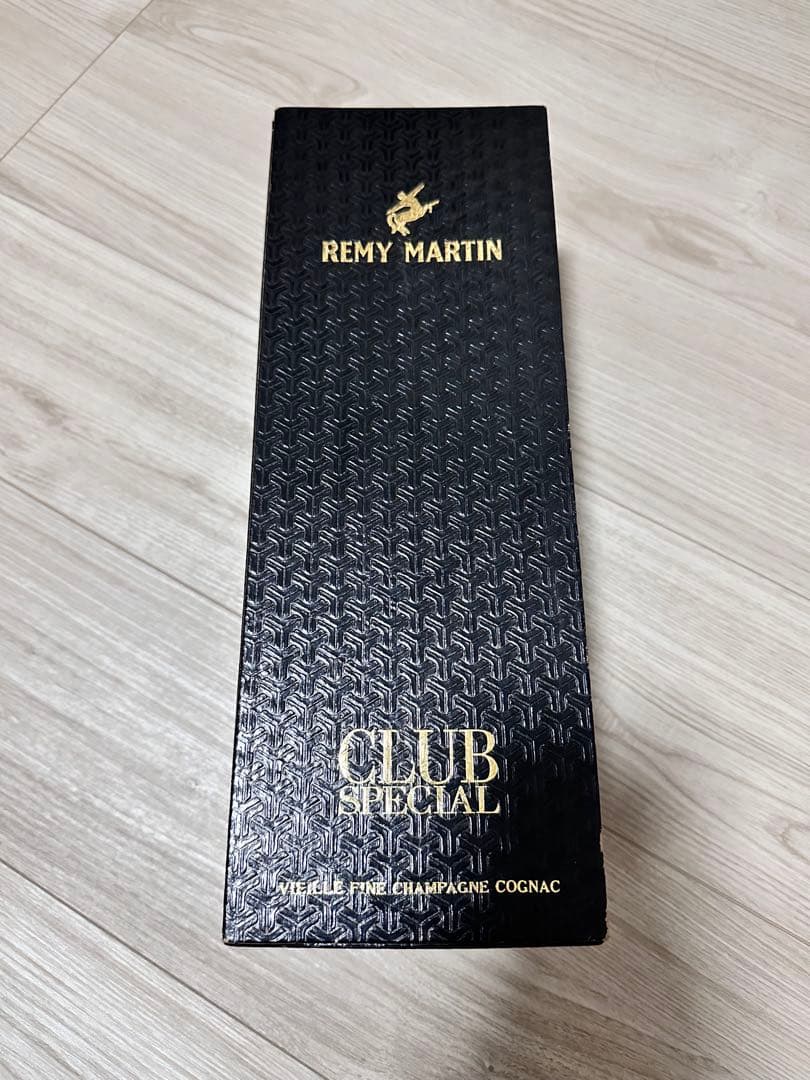 REMY MARTIN
CLUB
SPECIAL
VIEILLE FINE CHAMPAGNE COGNAC